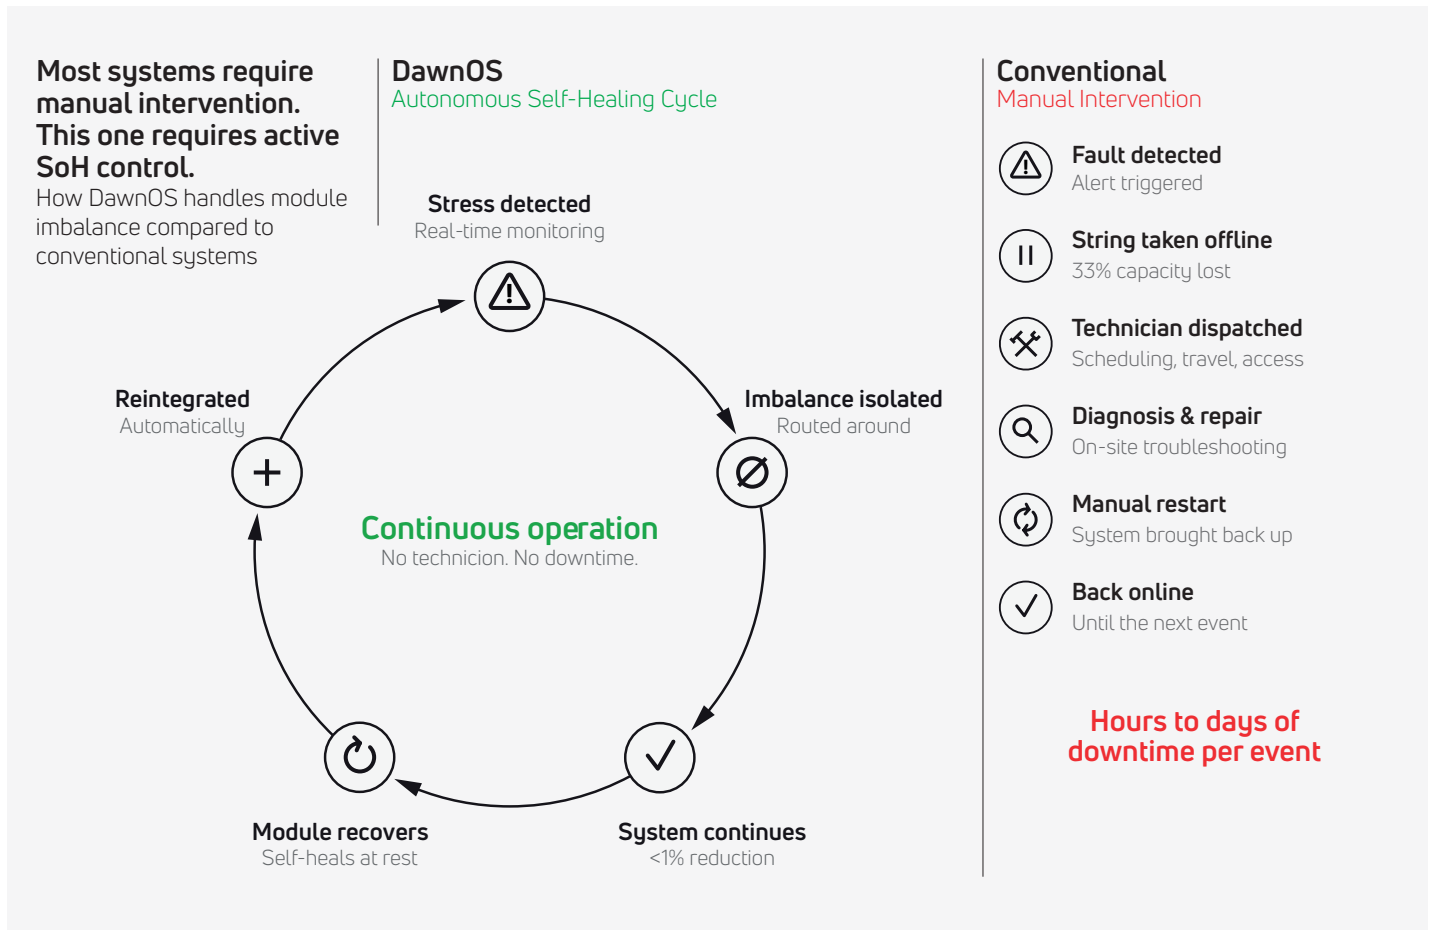 Most systems require
manual intervention.
This one requires active
SoH control.
How DawnOS handles module
imbalance compared to
conventional systems
DawnOS
Autonomous Self-Healing Cycle
Stress detected
Real-time monitoring
Imbalance isolated
Routed around
System continues
<1% reduction
Module recovers
Self-heals at rest
Reintegrated
Automatically
Continuous operation
No technician. No downtime.
Conventional
Manual Intervention
Fault detected
Alert triggered
String taken offline
33% capacity lost
Technician dispatched
Scheduling, travel, access
Diagnosis & repair
On-site troubleshooting
Manual restart
System brought back up
Back online
Until the next event
Hours to days of
downtime per event